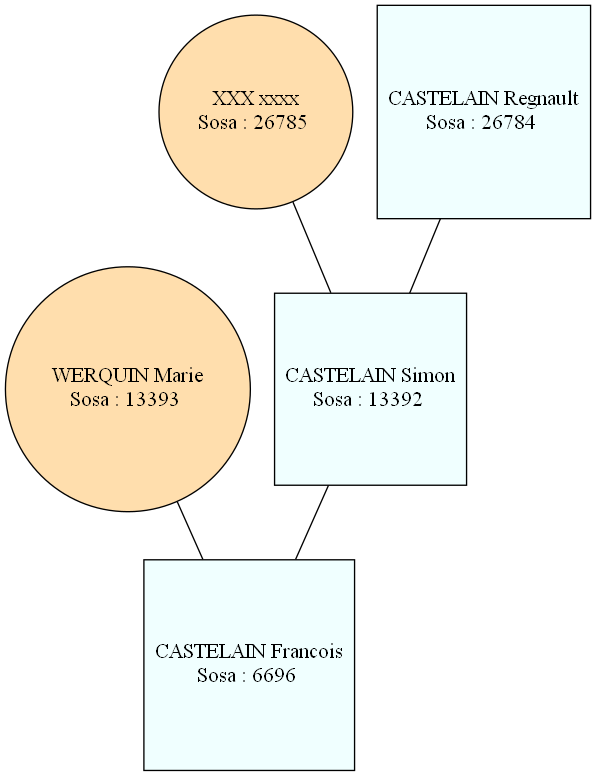 XXX xxxx
Sosa : 26785
CASTELAIN Regnault
Sosa : 26784
WERQUIN Marie
Sosa : 13393
CASTELAIN Simon
Sosa : 13392
CASTELAIN Francois
Sosa : 6696